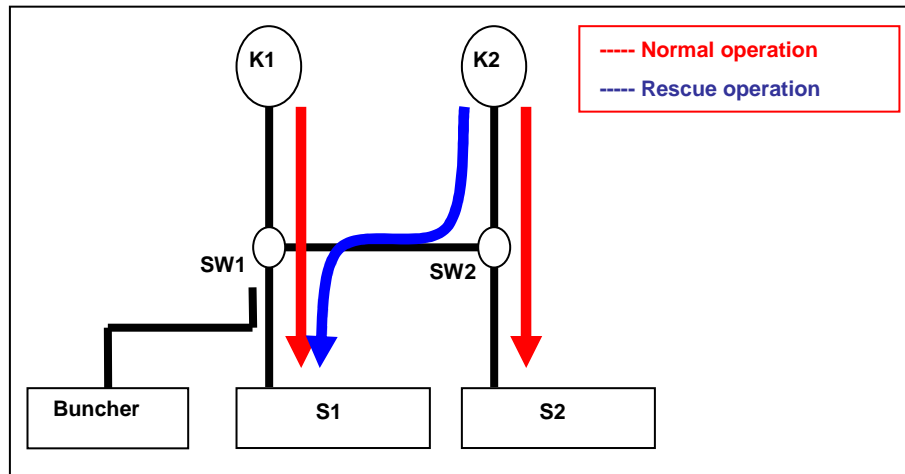 K1
K2
----- Normal operation
----- Rescue operation
SW1
SW2
Buncher
S1
S2